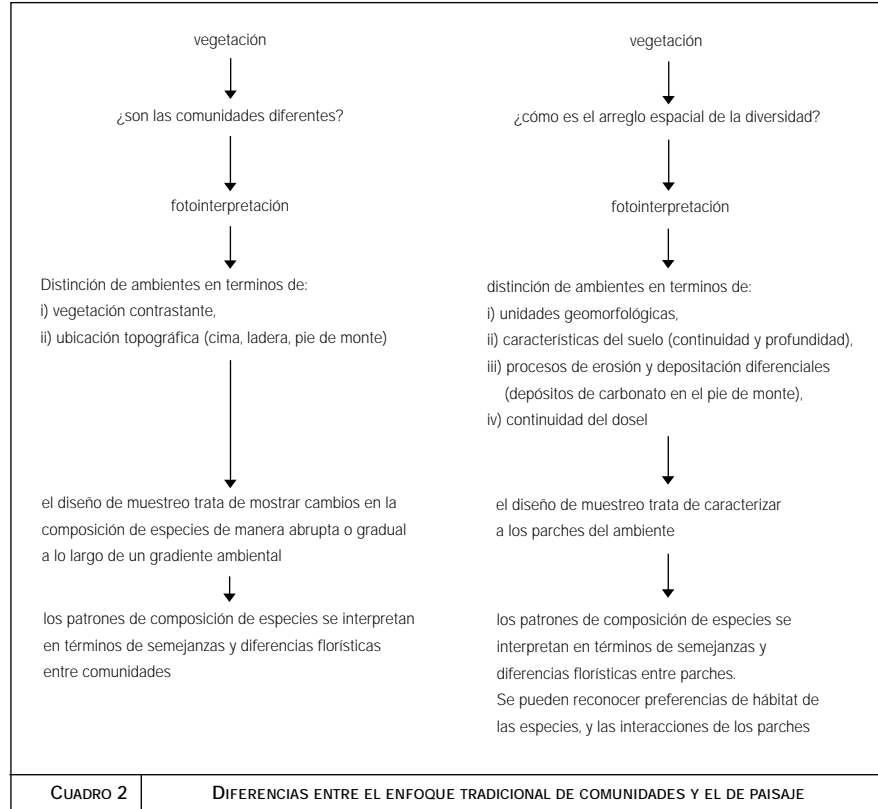 vegetación
¿son las comunidades diferentes?
fotointerpretación
Distinción de ambientes en terminos de:
i) vegetación contrastante,
ii) ubicación topográfica (cima, ladera, pie de monte)
el diseño de muestreo trata de mostrar cambios en la
composición de especies de manera abrupta o gradual
a lo largo de un gradiente ambiental
los patrones de composición de especies se interpretan
en términos de semejanzas y diferencias florísticas
entre comunidades
vegetación
¿cómo es el arreglo espacial de la diversidad?
fotointerpretación
distinción de ambientes en terminos de:
i) unidades geomorfológicas,
ii) características del suelo (continuidad y profundidad),
iii) procesos de erosión y depositación diferenciales
(depósitos de carbonato en el pie de monte),
iv) continuidad del dosel
el diseño de muestreo trata de caracterizar
a los parches del ambiente
los patrones de composición de especies se
interpretan en términos de semejanzas y
diferencias florísticas entre parches.
Se pueden reconocer preferencias de hábitat de
las especies, y las interacciones de los parches
CUADRO 2 DIFERENCIAS ENTRE EL ENFOQUE TRADICIONAL DE COMUNIDADES Y EL DE PAISAJE